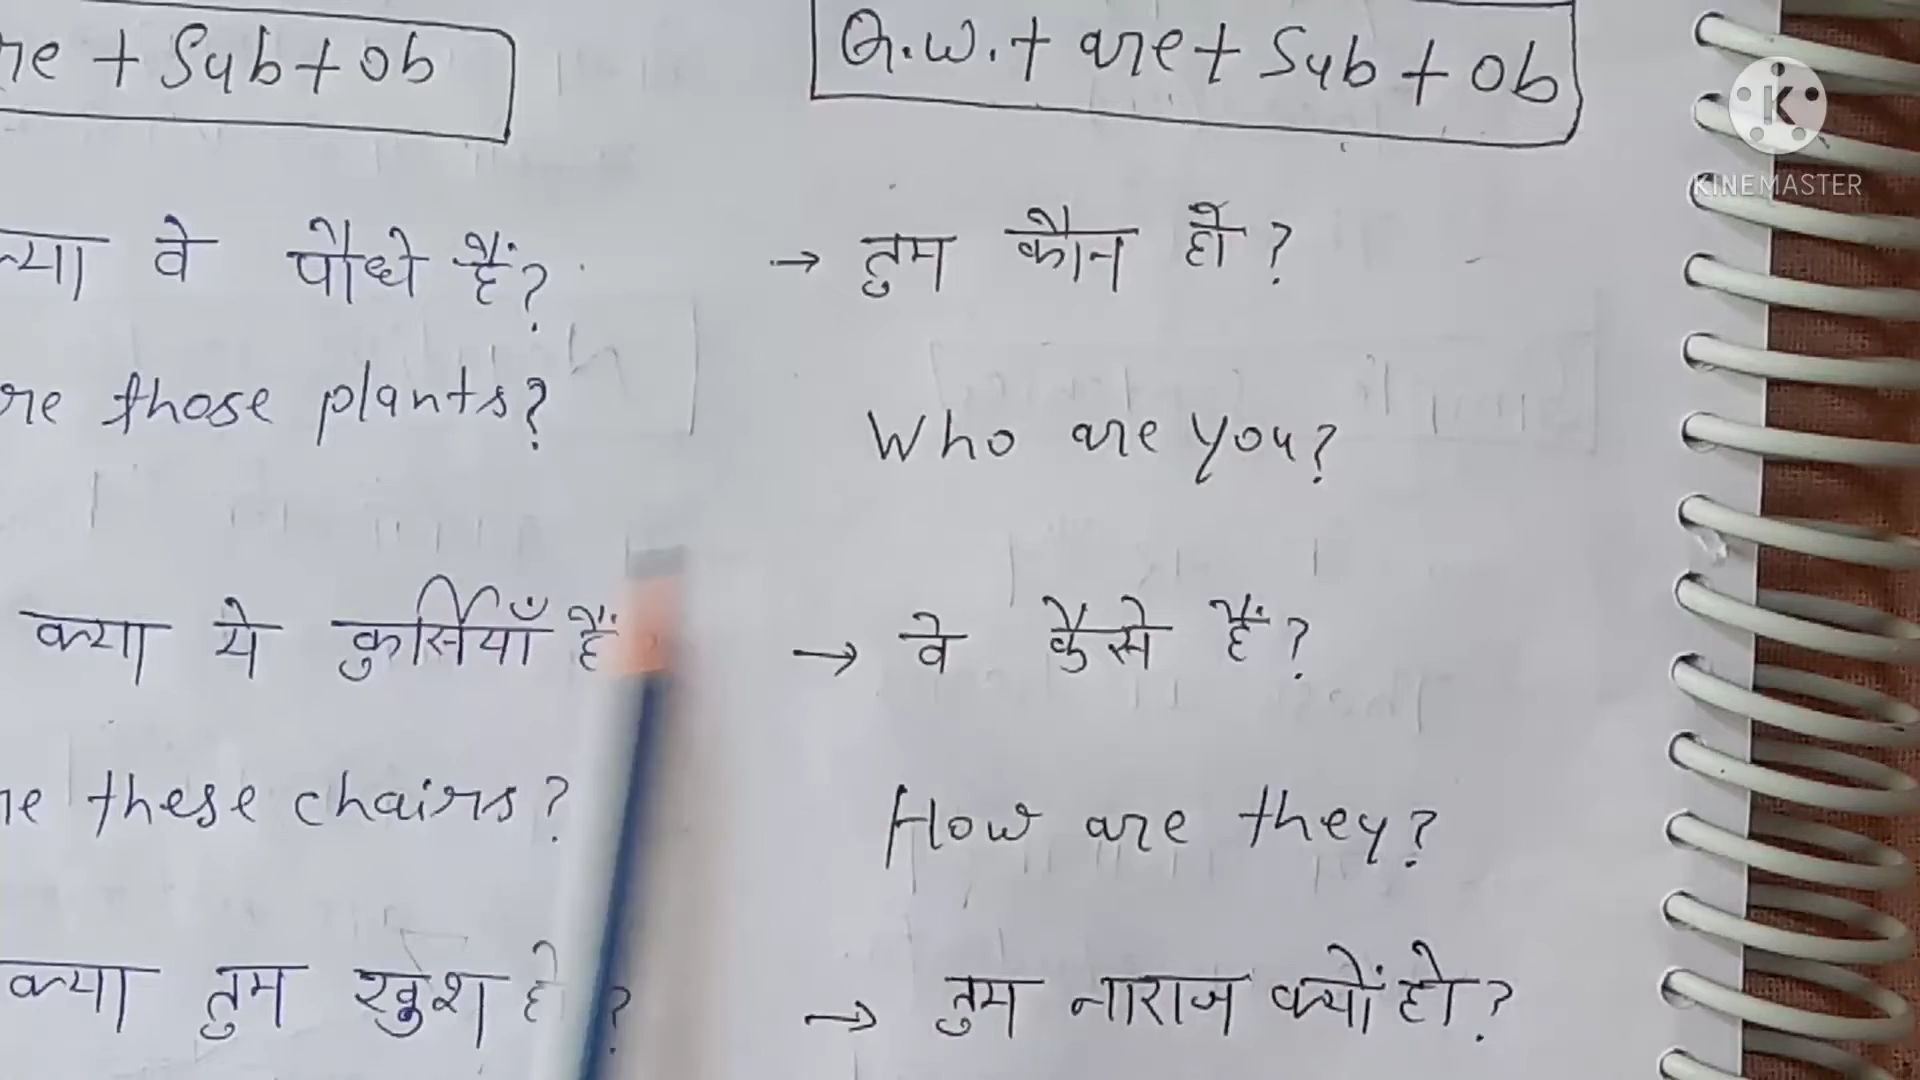 re + Sub + Ob
क्या वे पौधे हैं?
re those plants?
क्या ये कुर्सियाँ हैं
re these chairs?
क्या तुम खुश हो ?
Q.W. + are + Sub + Ob
→ तुम कौन हो ?
Who are you?
→ वे कैसे हैं ?
How are they?
→ तुम नाराज क्यों हो ?
K
KINEMASTER